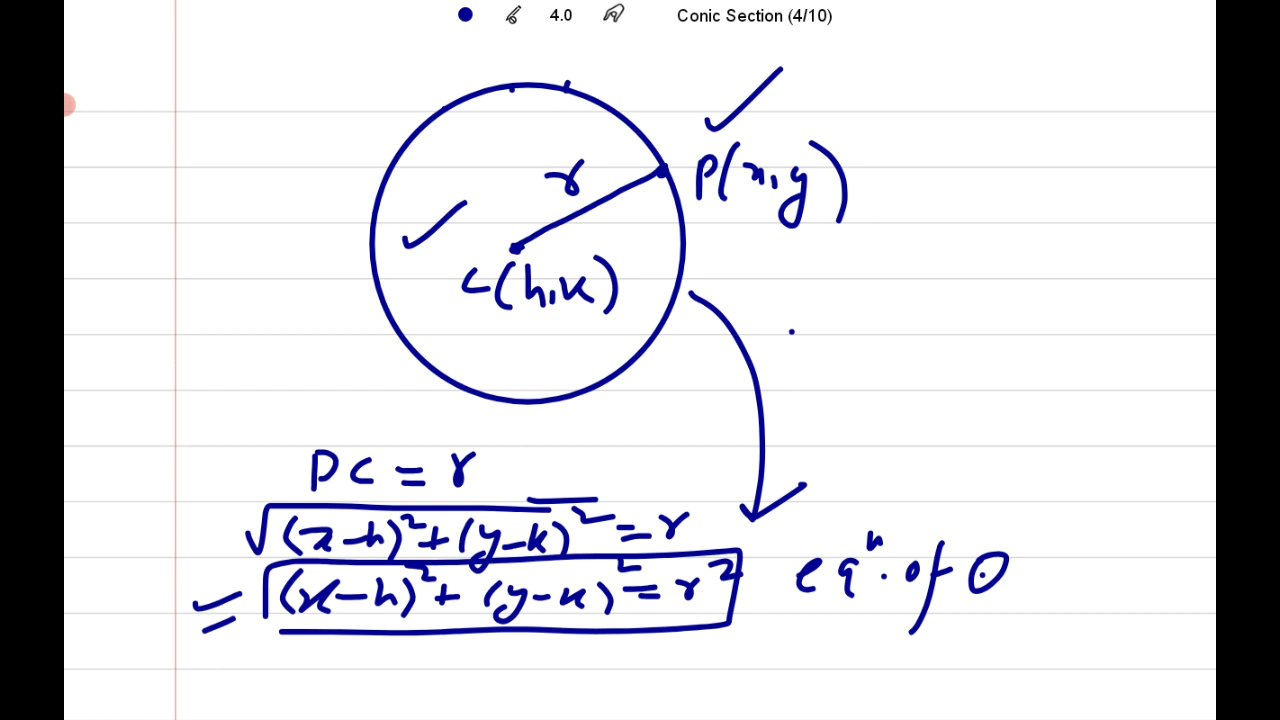 4.0 Conic Section (4/10)
r
P(x,y)
C(h,k)
PC = r
√(x-h)²+(y-k)² = r
(x-h)²+(y-k)² = r²
eqⁿ. of ⊙